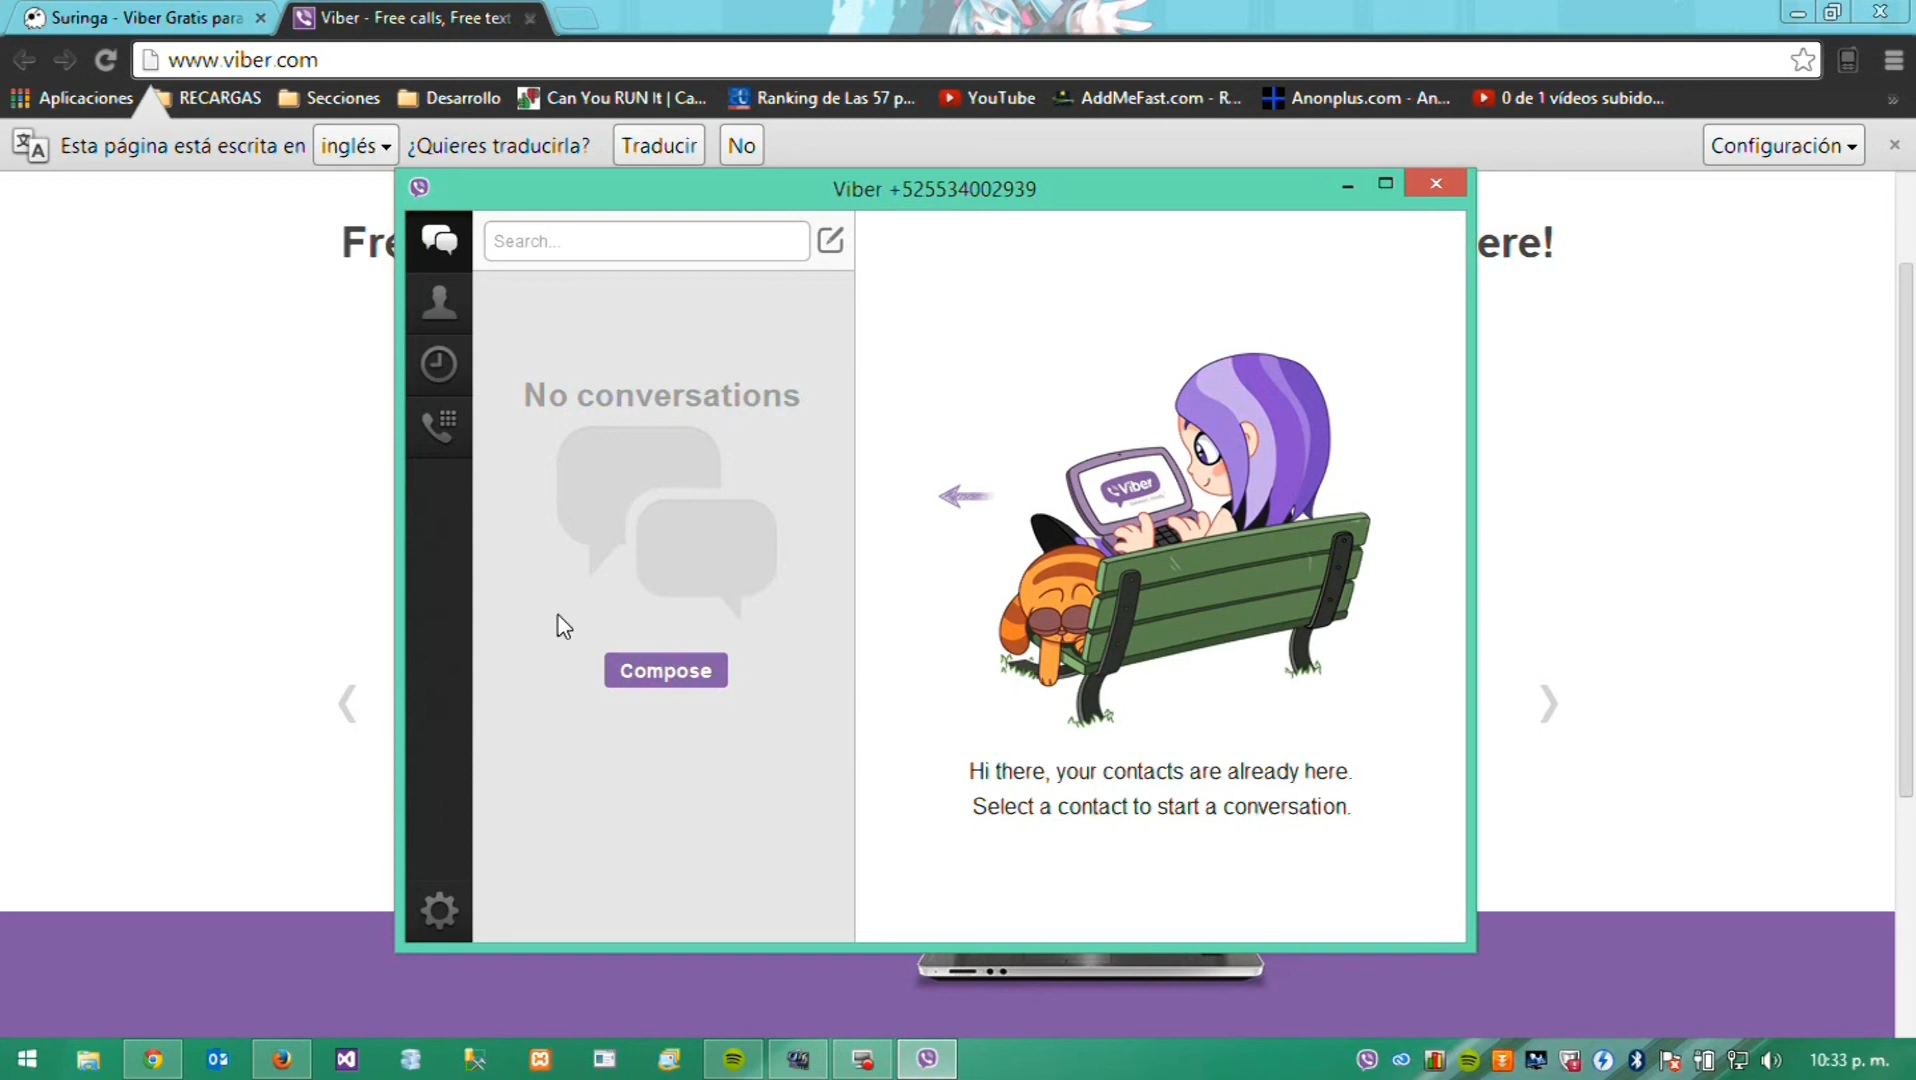 Suringa - Viber Gratis para
Viber - Free calls, Free text
www.viber.com
Aplicaciones
RECARGAS
Secciones
Desarrollo
Can You RUN It | Ca...
Ranking de Las 57 p...
YouTube
AddMeFast.com - R...
Anonplus.com - An...
0 de 1 vídeos subido...
Esta página está escrita en inglés ¿Quieres traducirla? Traducir No
Configuración
Viber +525534002939
Fre
ere!
Search...
No conversations
Viber
Compose
Hi there, your contacts are already here.
Select a contact to start a conversation.
10:33 p. m.